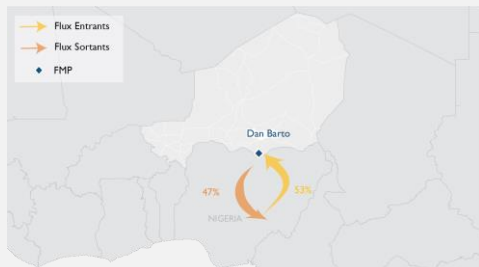 Flux Entrants
Flux Sortants
FMP
Dan Barto
47%
53%
NIGERIA